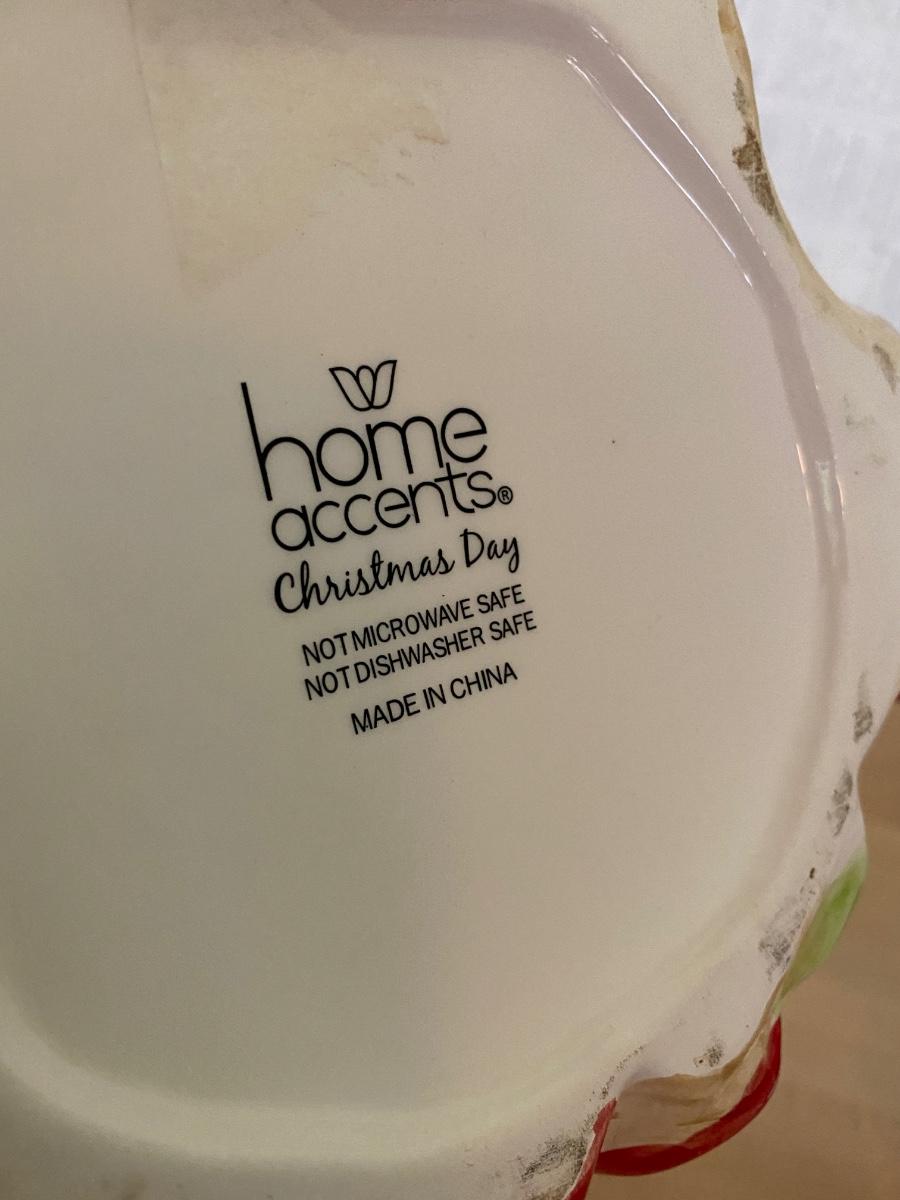 home
accents®
Christmas Day
NOT MICROWAVE SAFE
NOT DISHWASHER SAFE
MADE IN CHINA